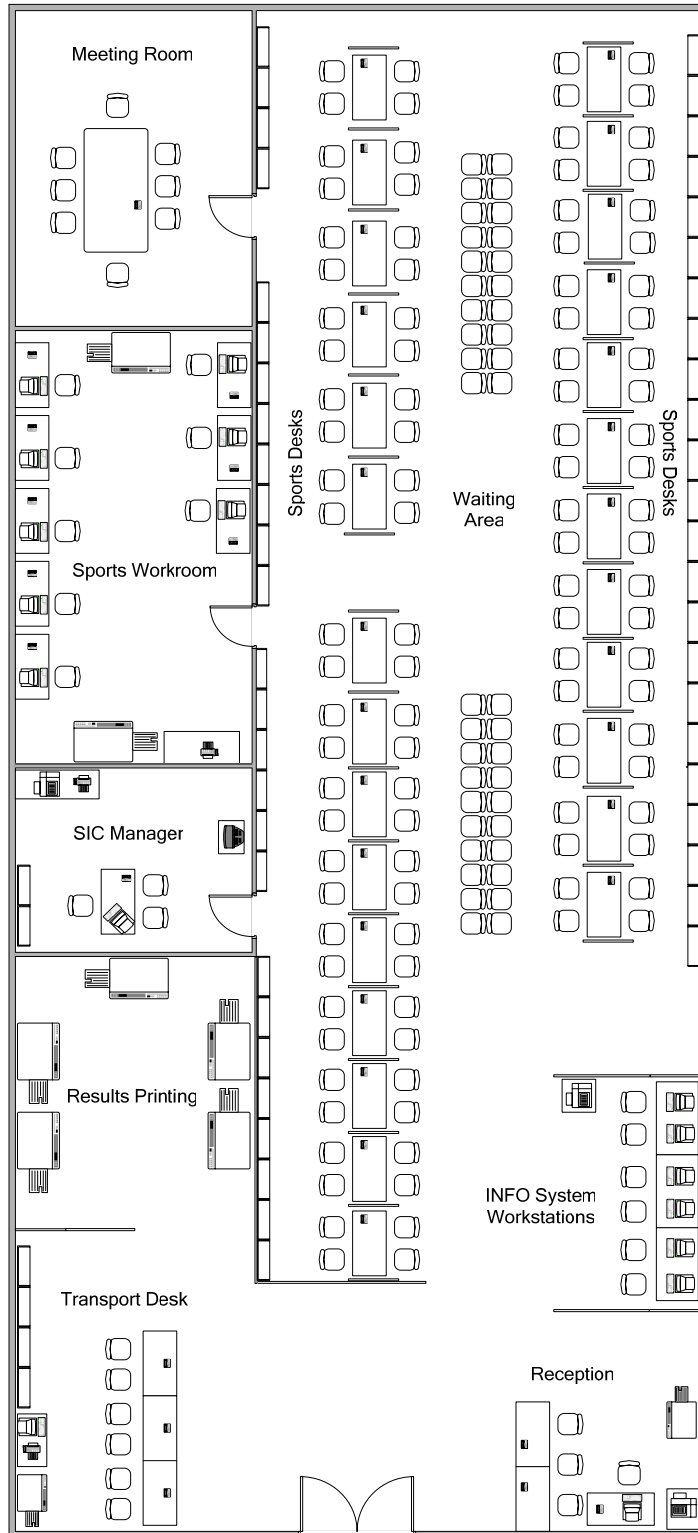 Meeting Room
Sports Desks
Sports Desks
Waiting
Area
Sports Workroom
SIC Manager
Results Printing
INFO System
Workstations
Transport Desk
Reception